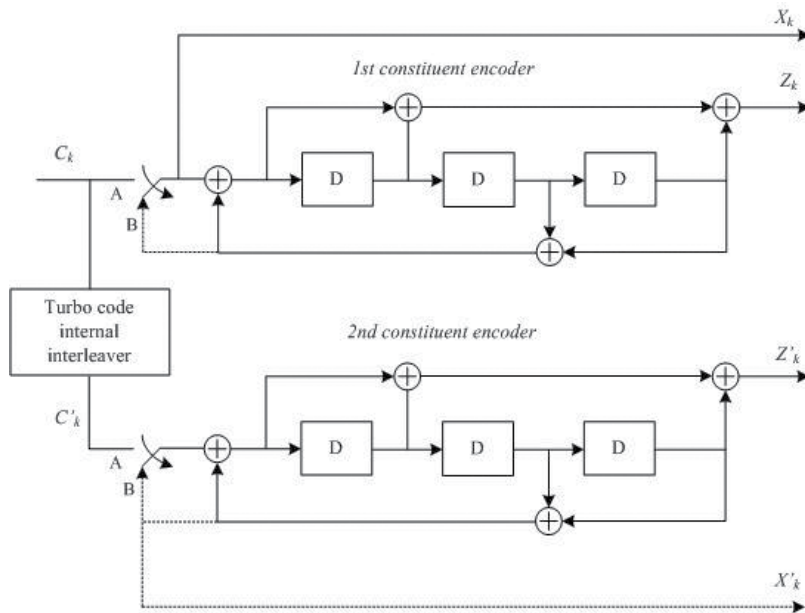 X_k
1st constituent encoder
Z_k
C_k
A
B
D
D
D
Turbo code
internal
interleaver
2nd constituent encoder
Z'_k
C'_k
A
B
D
D
D
X'_k